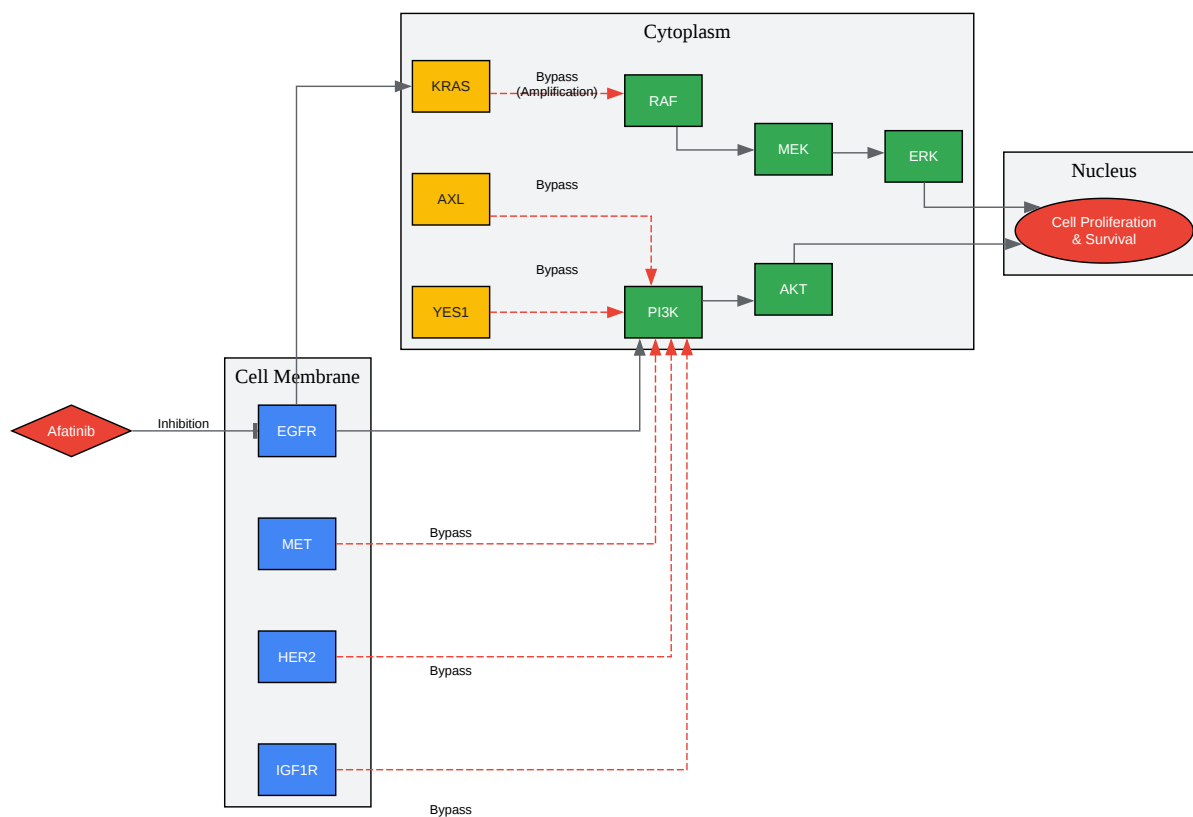 Cytoplasm
KRAS
Bypass
(Amplification)
RAF
MEK
ERK
Nucleus
Cell Proliferation
& Survival
AXL
Bypass
Bypass
YES1
PI3K
AKT
Cell Membrane
Afatinib
Inhibition
EGFR
MET
Bypass
HER2
Bypass
IGF1R
Bypass